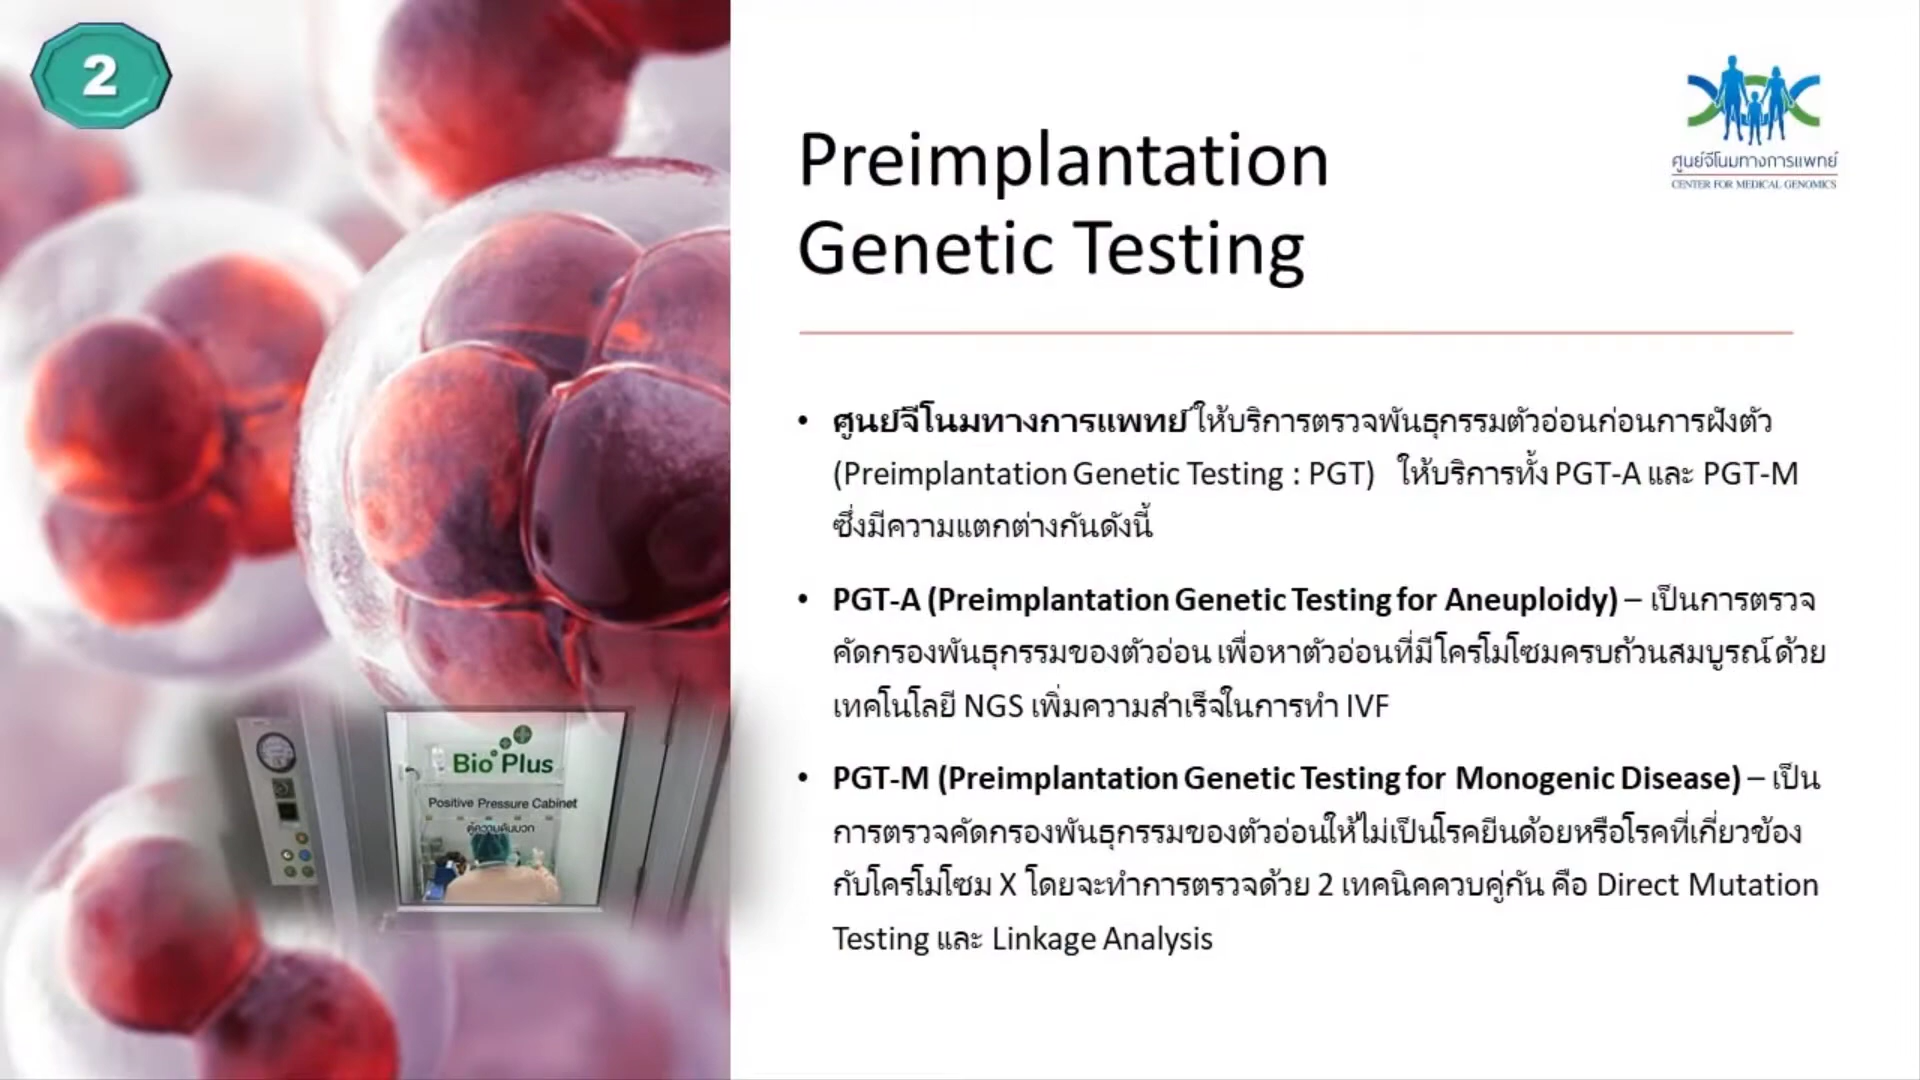 2
ศูนย์จีโนมทางการแพทย์
CENTER FOR MEDICAL GENOMICS
Preimplantation
Genetic Testing
• ศูนย์จีโนมทางการแพทย์ ให้บริการตรวจพันธุกรรมตัวอ่อนก่อนการฝังตัว
(Preimplantation Genetic Testing : PGT) ให้บริการทั้ง PGT-A และ PGT-M
ซึ่งมีความแตกต่างกันดังนี้
• PGT-A (Preimplantation Genetic Testing for Aneuploidy) – เป็นการตรวจ
คัดกรองพันธุกรรมของตัวอ่อน เพื่อหาตัวอ่อนที่มีโครโมโซมครบถ้วนสมบูรณ์ ด้วย
เทคโนโลยี NGS เพิ่มความสำเร็จในการทำ IVF
• PGT-M (Preimplantation Genetic Testing for Monogenic Disease) – เป็น
การตรวจคัดกรองพันธุกรรมของตัวอ่อนให้ไม่เป็นโรคยีนด้อยหรือโรคที่เกี่ยวข้อง
กับโครโมโซม X โดยจะทำการตรวจด้วย 2 เทคนิคควบคู่กัน คือ Direct Mutation
Testing และ Linkage Analysis
Bio Plus
Positive Pressure Cabinet
ตู้ความดันบวก